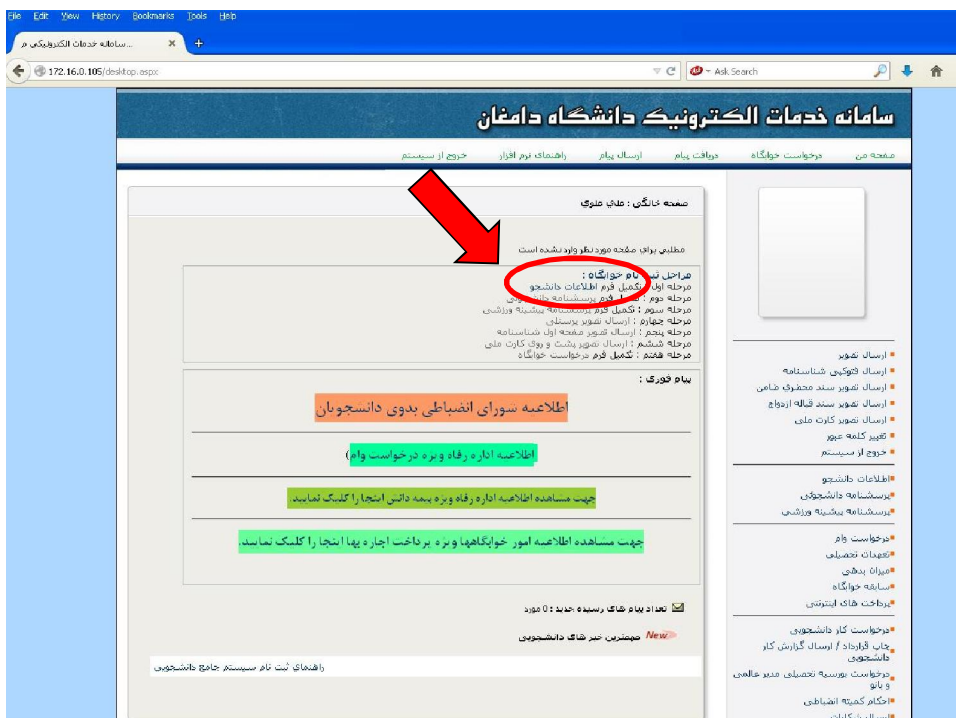 File Edit View History Bookmarks Tools Help
سامانه خدمات الکترونیکی م...
172.16.0.105/desktop.aspx
Ask Search
سامانه خدمات الکترونیک دانشگاه دامغان
صفحه من درخواست خوابگاه دریافت پیام ارسال پیام راهنمای نرم افزار خروج از سیستم
صفحه خانگی : علي علوي
مطلبی برای صفحه مورد نظر وارد نشده است
مراحل ثبت نام خوابگاه :
مرحله اول : تکمیل فرم اطلاعات دانشجو
مرحله دوم : تکمیل فرم پرسشنامه دانشجوئی
مرحله سوم : تکمیل فرم پرسشنامه پیشینه ورزشی
مرحله چهارم : ارسال تصویر پرسنلی
مرحله پنجم : ارسال تصویر صفحه اول شناسنامه
مرحله ششم : ارسال تصویر پشت و روی کارت ملی
مرحله هفتم : تکمیل فرم درخواست خوابگاه
پیام فوری :
اطلاعیه شورای انضباطی بدوی دانشجویان
اطلاعیه اداره رفاه ویژه درخواست وام)
جهت مشاهده اطلاعیه اداره رفاه ویژه بیمه دانش اینجا را کلیک نمایید.
جهت مشاهده اطلاعیه امور خوابگاهها ویژه پرداخت اجاره بها اینجا را کلیک نمایید.
تعداد پیام های رسیده جدید : 0 مورد
New مهمترین خبر های دانشجویی
راهنمای ثبت نام سیستم جامع دانشجویی
ارسال تصویر
ارسال فتوکپی شناسنامه
ارسال تصویر سند محضري ضامن
ارسال تصویر سند قباله ازدواج
ارسال تصویر کارت ملی
تغییر کلمه عبور
خروج از سیستم
اطلاعات دانشجو
پرسشنامه دانشجوئی
پرسشنامه پیشینه ورزشی
درخواست وام
تعهدات تحصیلی
میزان بدهی
سابقه خوابگاه
پرداخت های اینترنتی
درخواست کار دانشجویی
چاپ قرارداد / ارسال گزارش کار
دانشجویی
درخواست بورسیه تحصیلی مدیر عالمی
و بانو
احکام کمیته انضباطی